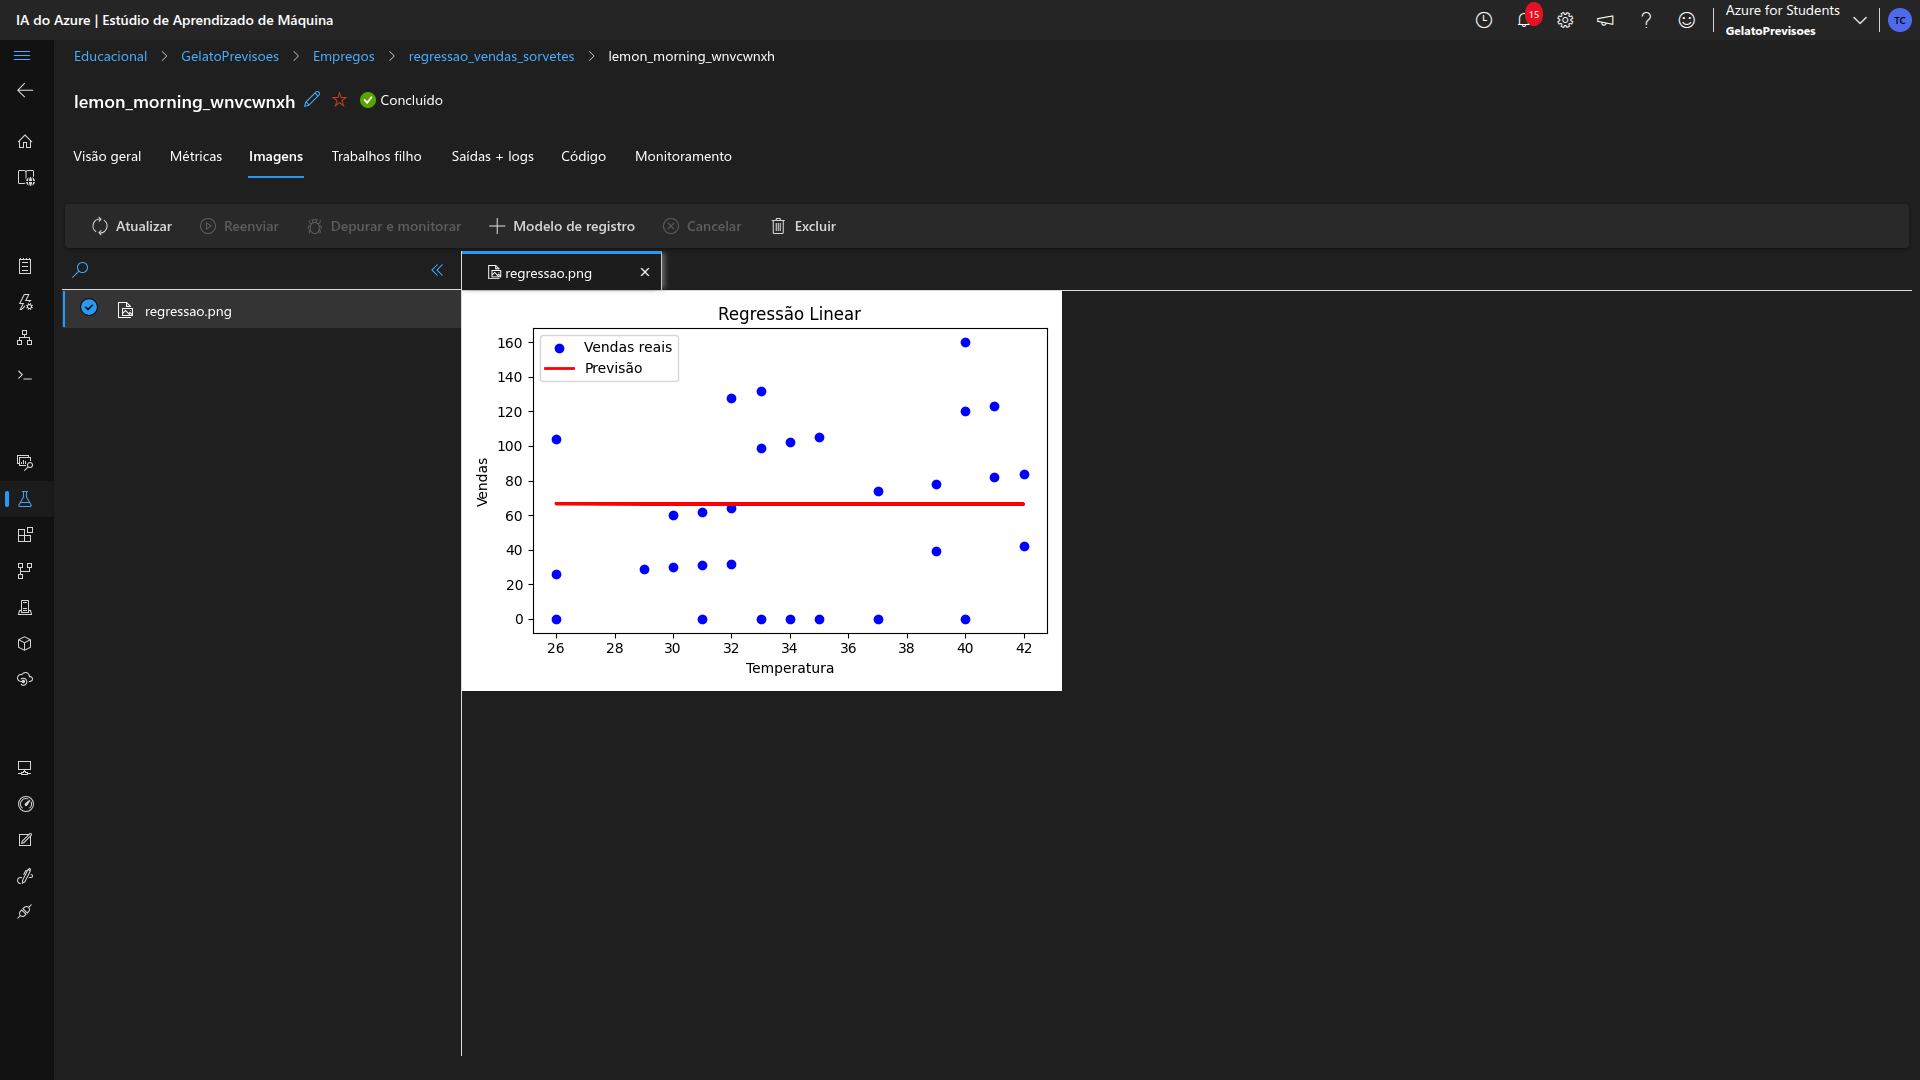 IA do Azure | Estúdio de Aprendizado de Máquina
15
Azure for Students
GelatoPrevisoes
TC
Educacional > GelatoPrevisoes > Empregos > regressao_vendas_sorvetes > lemon_morning_wnvcwnxh
lemon_morning_wnvcwnxh
Concluído
Visão geral Métricas Imagens Trabalhos filho Saídas + logs Código Monitoramento
Atualizar Reenviar Depurar e monitorar Modelo de registro Cancelar Excluir
regressao.png
regressao.png
Regressão Linear
Vendas reais
Previsão
Vendas
160
140
120
100
80
60
40
20
0
26 28 30 32 34 36 38 40 42
Temperatura